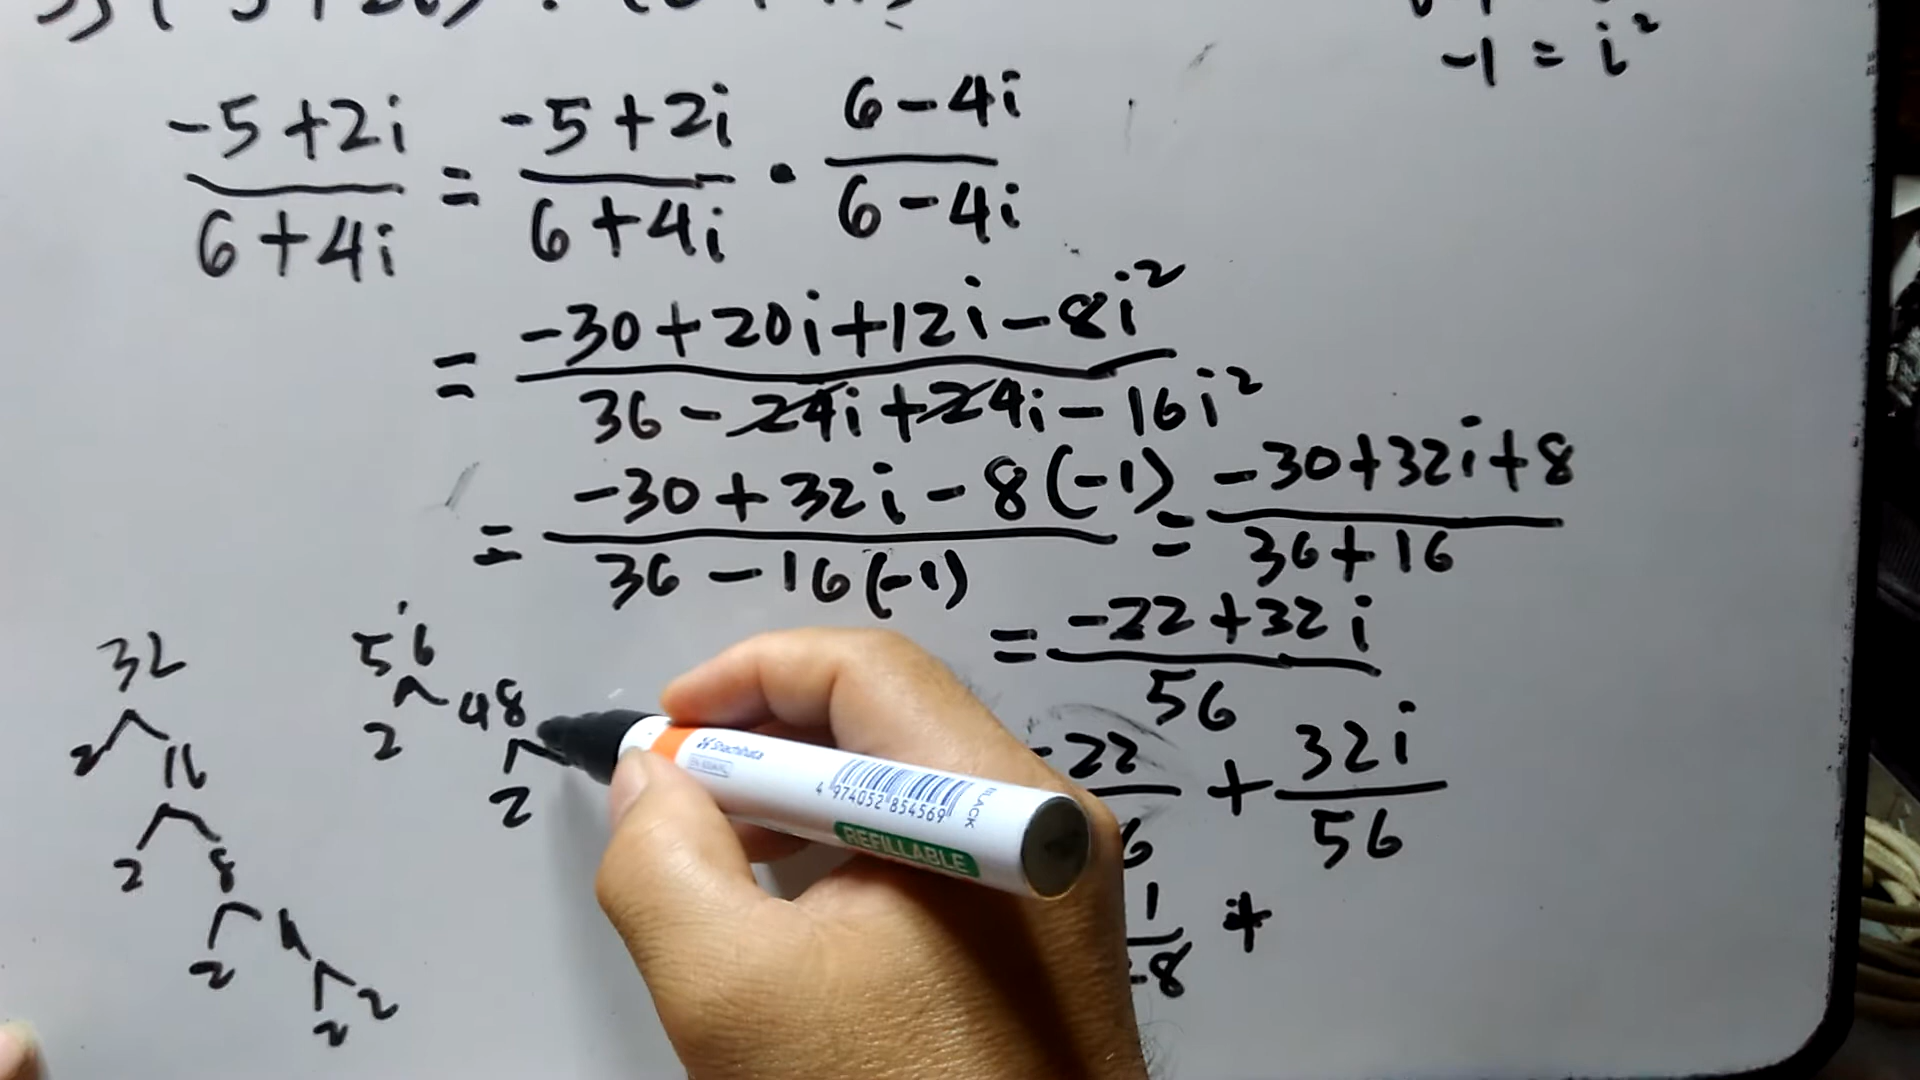 -1 = i²
-5+2i / 6+4i = -5+2i / 6+4i · 6-4i / 6-4i
= -30+20i+12i-8i² / 36-24i+24i-16i²
= -30+32i-8(-1) / 36-16(-1) = -30+32i+8 / 36+16
= -22+32i / 56
-22 / 6 + 32i / 56
1 / -8 +
32
2 16
2 8
2 4
2 2
56
2 48
2
Shachihata
4 974052 854569
BLACK
REFILLABLE